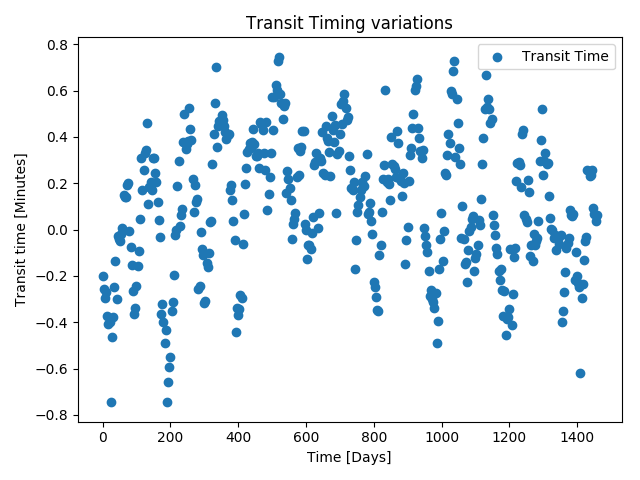 Transit Timing variations
Transit Time
Transit time [Minutes]
0.8
0.6
0.4
0.2
0.0
−0.2
−0.4
−0.6
−0.8
0 200 400 600 800 1000 1200 1400
Time [Days]